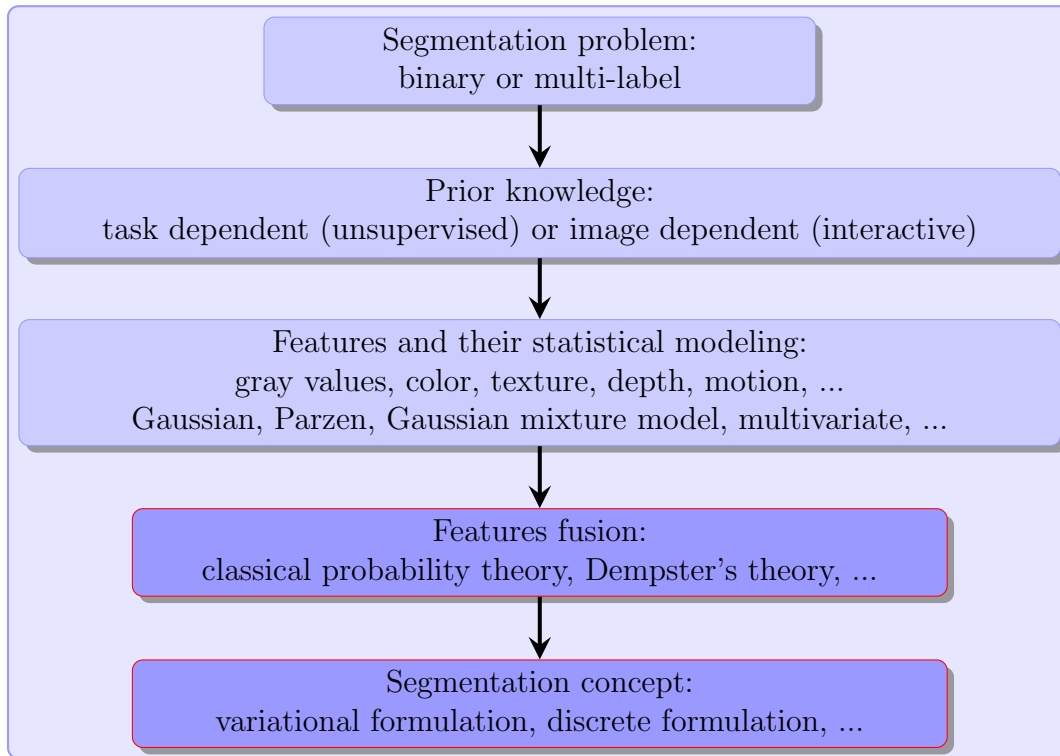 Segmentation problem:
binary or multi-label
Prior knowledge:
task dependent (unsupervised) or image dependent (interactive)
Features and their statistical modeling:
gray values, color, texture, depth, motion, ...
Gaussian, Parzen, Gaussian mixture model, multivariate, ...
Features fusion:
classical probability theory, Dempster's theory, ...
Segmentation concept:
variational formulation, discrete formulation, ...